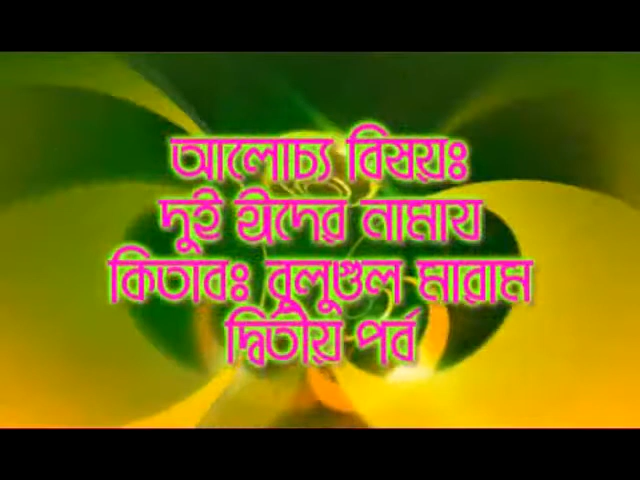 আলোচ্য বিষয়ঃ
দুই ঈদের নামায
কিতাবঃ বুলুগুল মারাম
দ্বিতীয় পর্ব